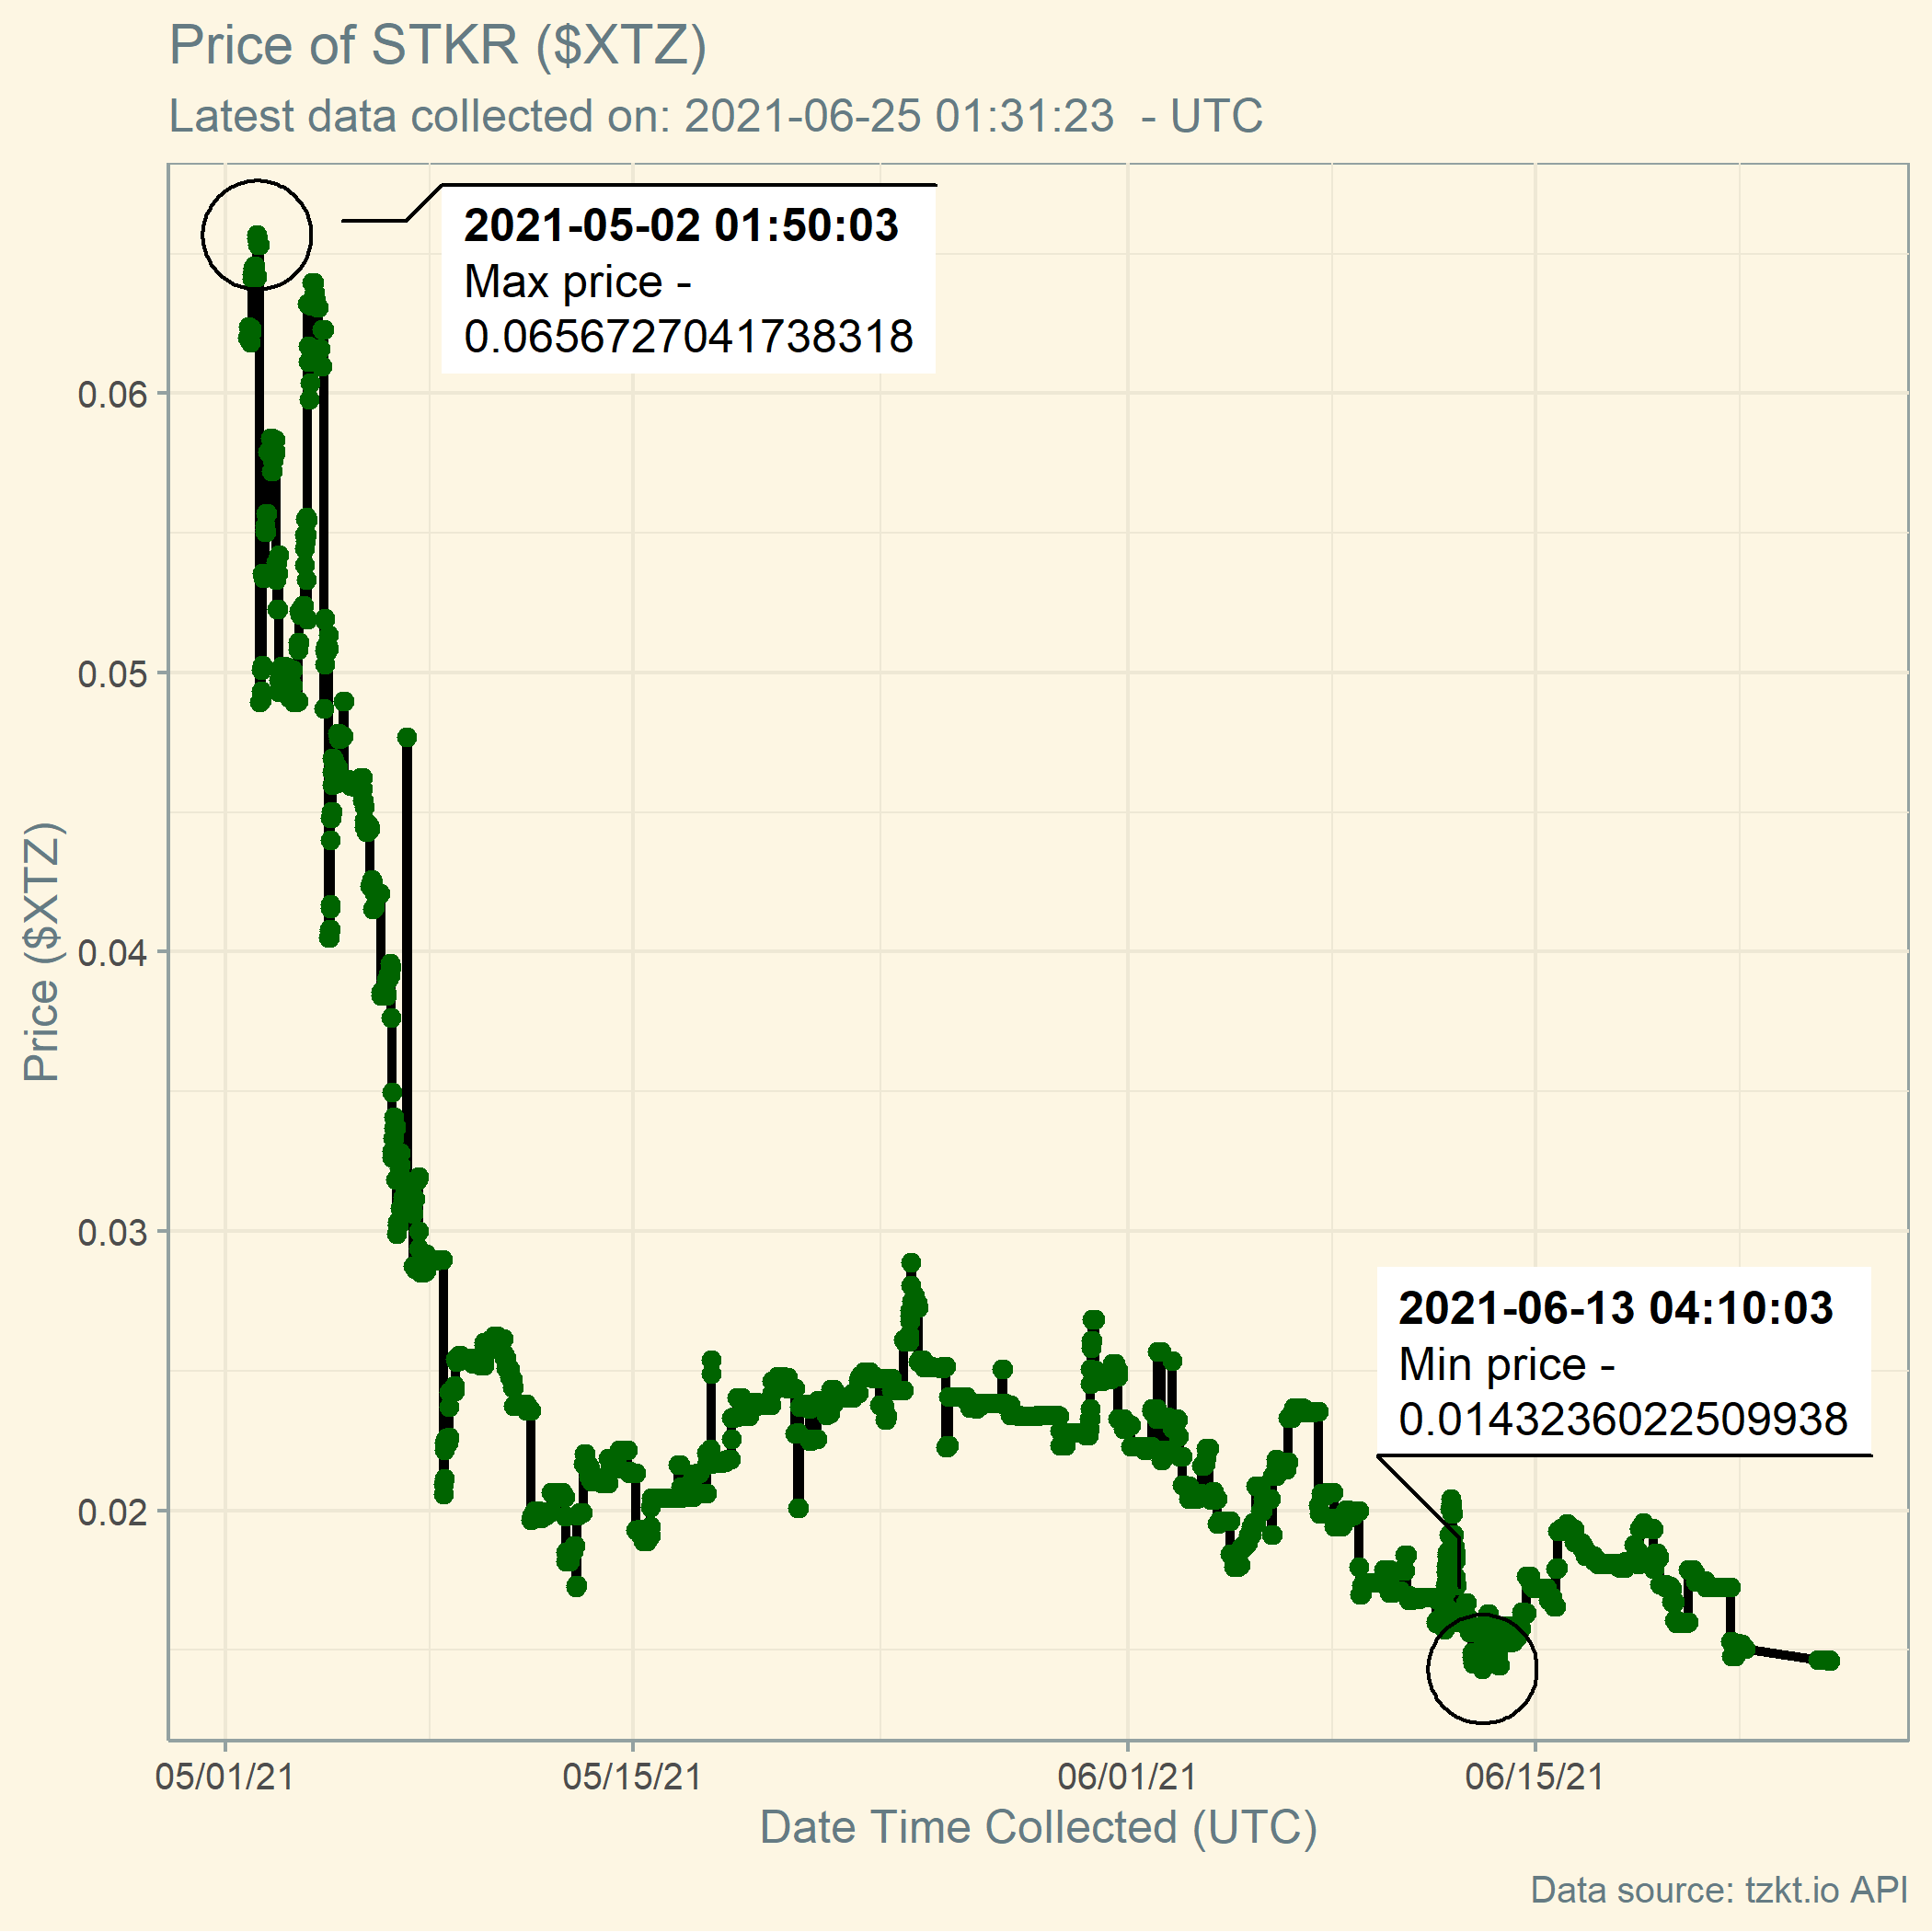 Price of STKR ($XTZ)
Latest data collected on: 2021-06-25 01:31:23  - UTC
2021-05-02 01:50:03
Max price -
0.0656727041738318
0.06
0.05
0.04
0.03
0.02
Price ($XTZ)
2021-06-13 04:10:03
Min price -
0.0143236022509938
05/01/21
05/15/21
06/01/21
06/15/21
Date Time Collected (UTC)
Data source: tzkt.io API